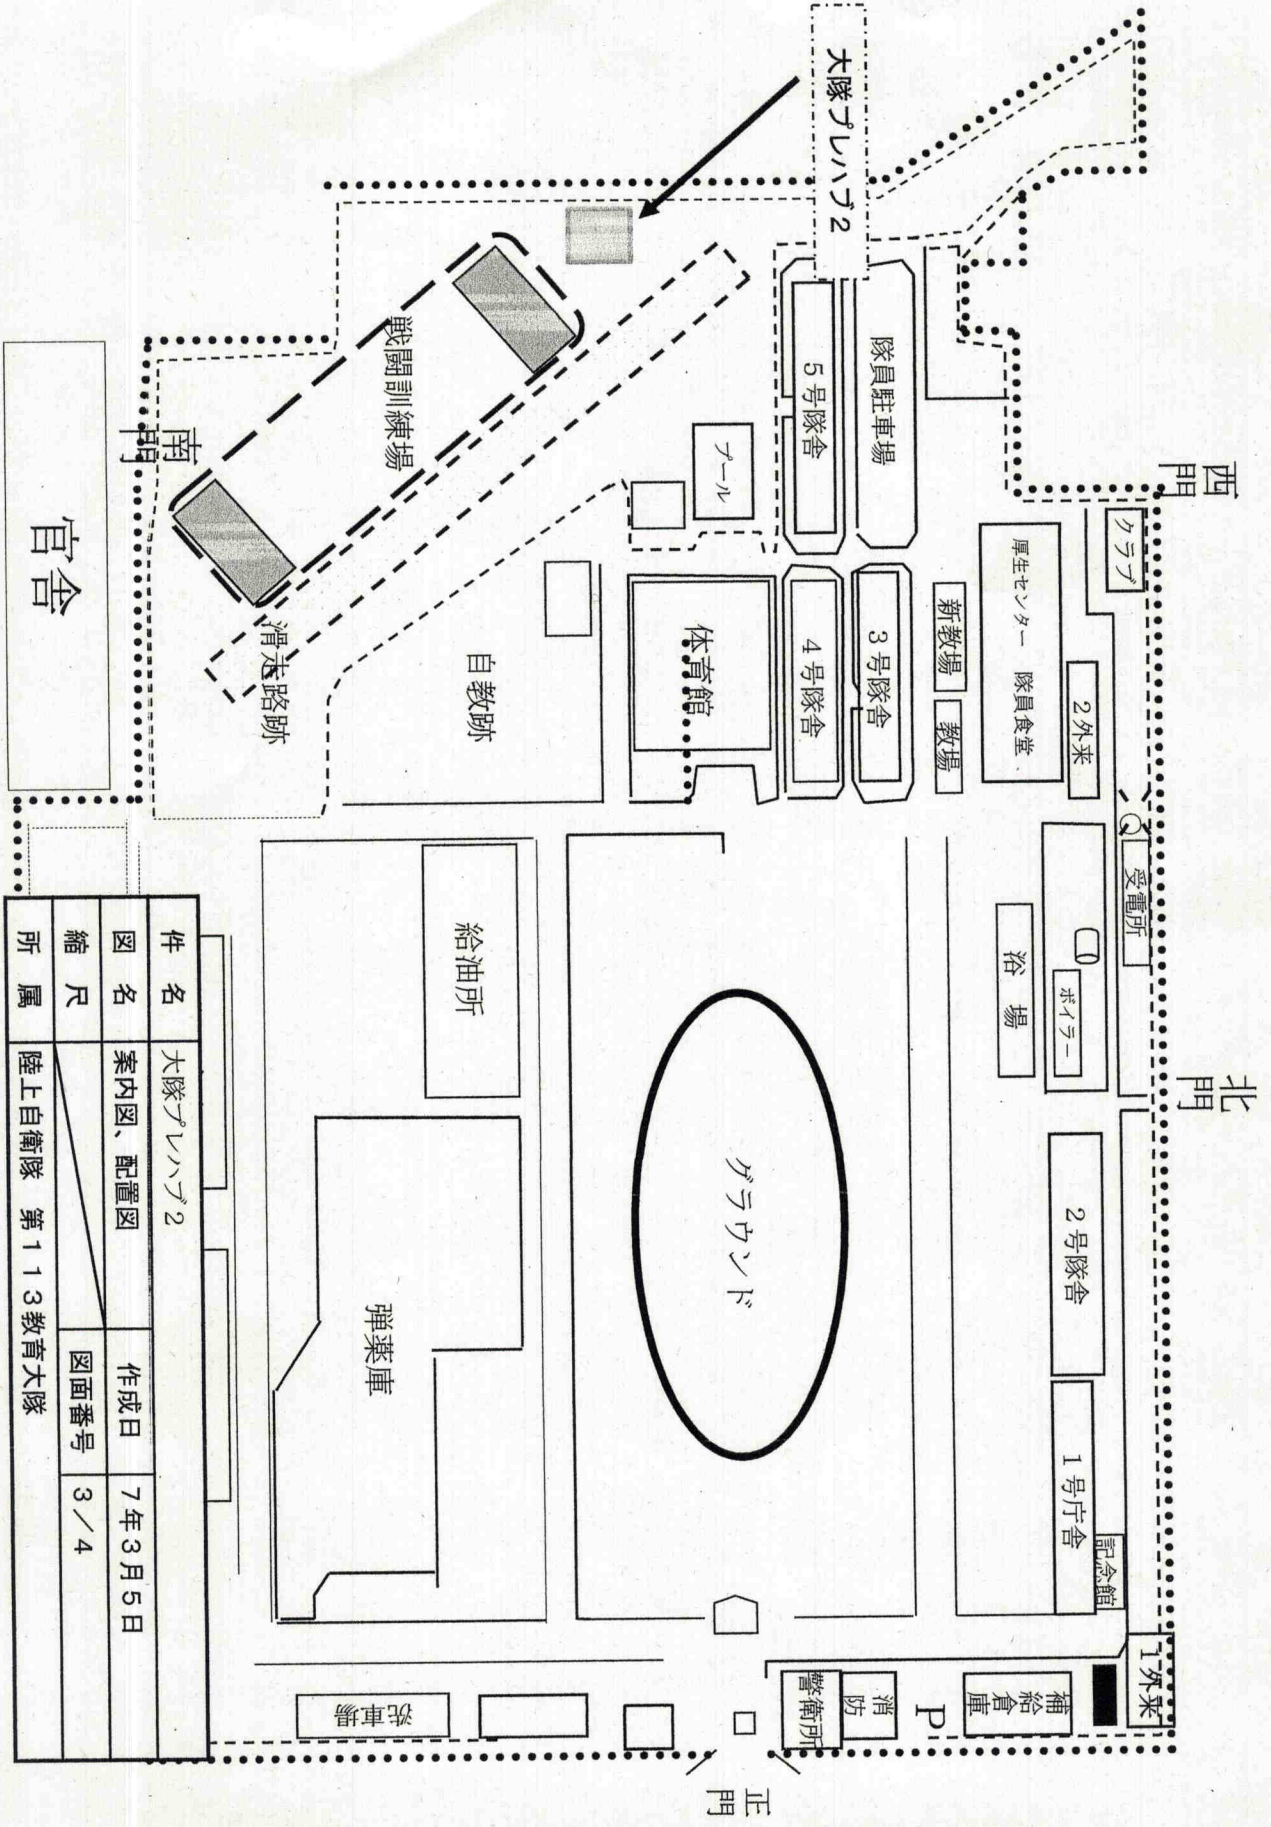 大隊プレハブ2
西門
北門
南門
正門
隊員駐車場
5号隊舎
プール
戦闘訓練場
滑走路跡
官舎
自教跡
体育館
4号隊舎
3号隊舎
新教場
教場
厚生センター　隊員食堂
クラブ
2外来
受電所
ボイラー
浴場
給油所
グラウンド
弾薬庫
2号隊舎
1号庁舎
記念館
1外来
補給倉庫
P
消防
警衛所
洗車場
件名　大隊プレハブ2
図名　案内図、配置図　作成日　7年3月5日
縮尺　図面番号　3／4
所属　陸上自衛隊　第113教育大隊